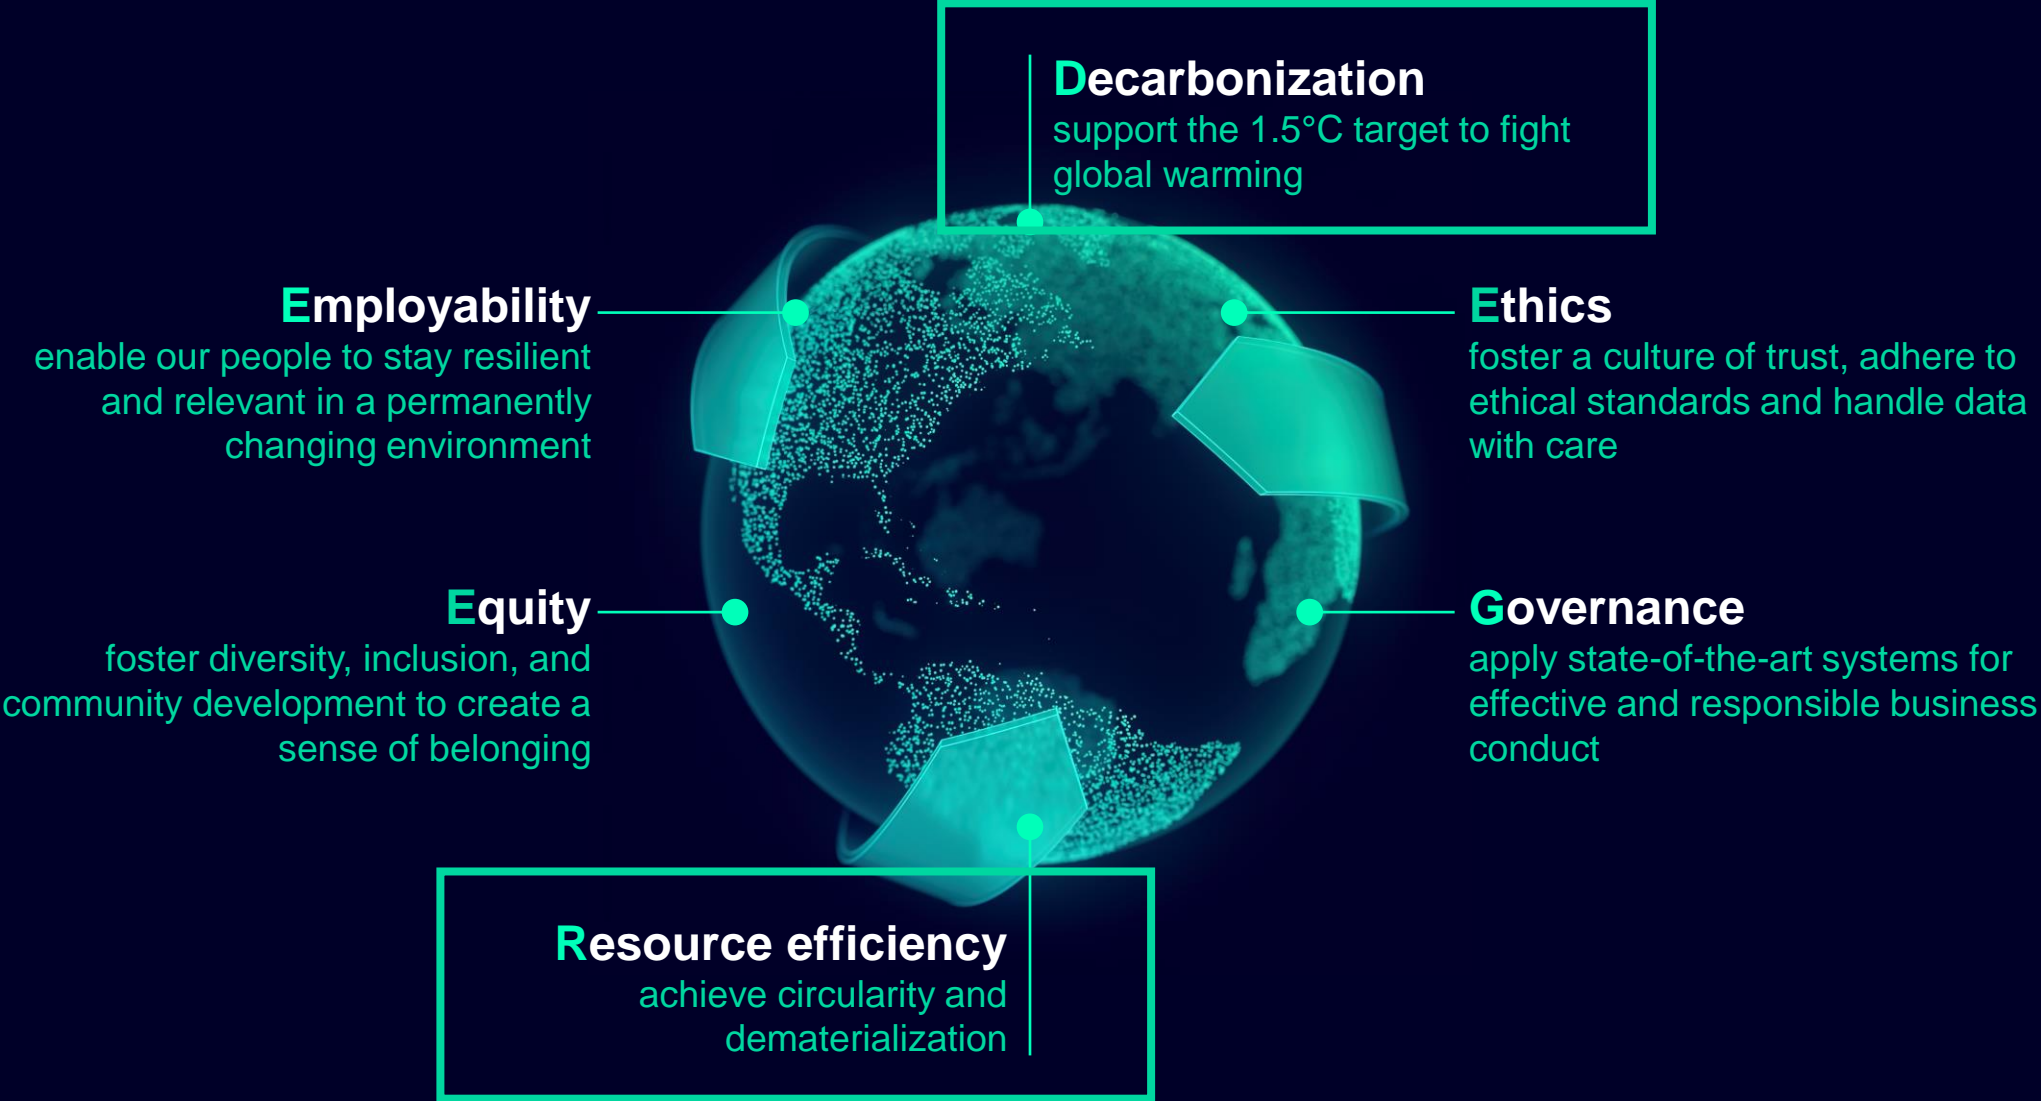 Decarbonization
support the 1.5°C target to fight
global warming
Employability
enable our people to stay resilient
and relevant in a permanently
changing environment
Ethics
foster a culture of trust, adhere to
ethical standards and handle data
with care
Equity
foster diversity, inclusion, and
community development to create a
sense of belonging
Governance
apply state-of-the-art systems for
effective and responsible business
conduct
Resource efficiency
achieve circularity and
dematerialization